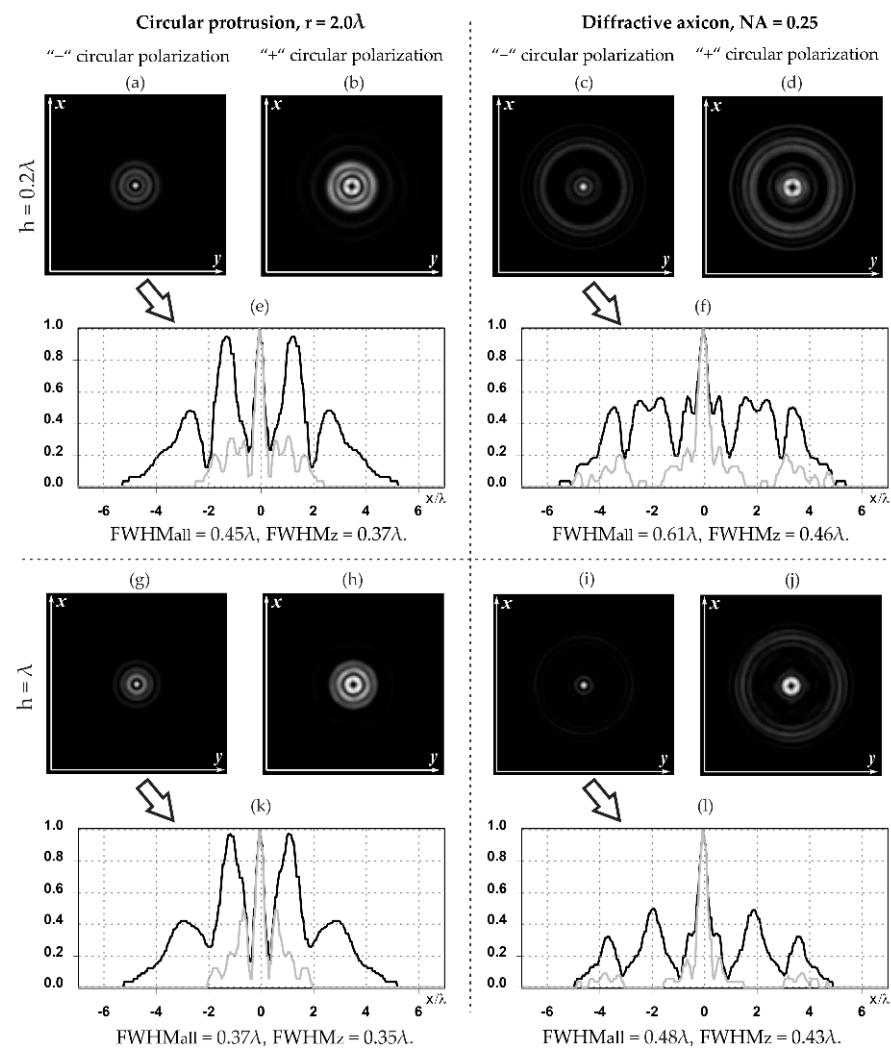 Circular protrusion, r = 2.0λ Diffractive axicon, NA = 0.25
“–“ circular polarization “+“ circular polarization “–“ circular polarization “+“ circular polarization
(a) (b) (c) (d)
h = 0.2λ
x x x x
y y y y
(e) (f)
1.0 1.0
0.8 0.8
0.6 0.6
0.4 0.4
0.2 0.2
0.0 0.0
-6 -4 -2 0 2 4 6 x/λ -6 -4 -2 0 2 4 6 x/λ
FWHMall = 0.45λ, FWHMz = 0.37λ. FWHMall = 0.61λ, FWHMz = 0.46λ.
(g) (h) (i) (j)
h = λ
x x x x
y y y y
(k) (l)
1.0 1.0
0.8 0.8
0.6 0.6
0.4 0.4
0.2 0.2
0.0 0.0
-6 -4 -2 0 2 4 6 x/λ -6 -4 -2 0 2 4 6 x/λ
FWHMall = 0.37λ, FWHMz = 0.35λ. FWHMall = 0.48λ, FWHMz = 0.43λ.